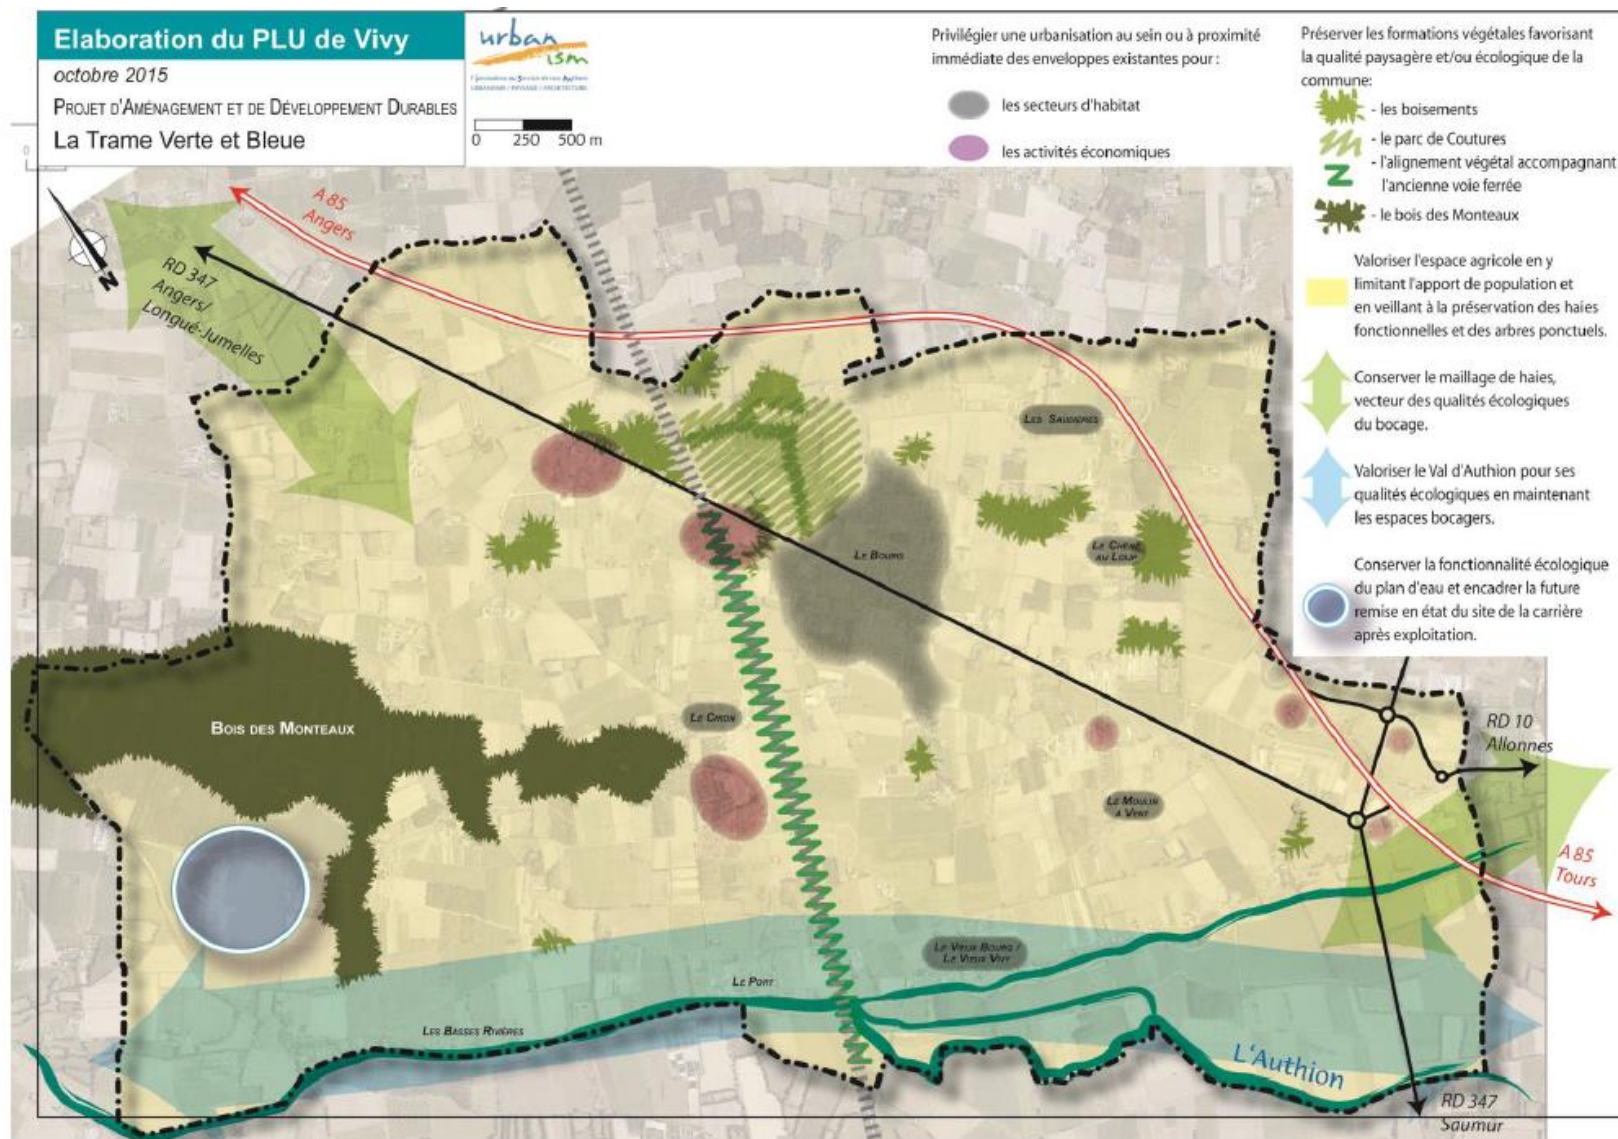 Elaboration du PLU de Vivy
octobre 2015
PROJET D'AMÉNAGEMENT ET DE DÉVELOPPEMENT DURABLES
La Trame Verte et Bleue
urban
ism
URBANISME / PAYSAGE / ARCHITECTURE
0 250 500 m
0
Privilégier une urbanisation au sein ou à proximité
immédiate des enveloppes existantes pour :
les secteurs d'habitat
les activités économiques
Préserver les formations végétales favorisant
la qualité paysagère et/ou écologique de la
commune:
- les boisements
- le parc de Coutures
- l'alignement végétal accompagnant
l'ancienne voie ferrée
- le bois des Monteaux
Valoriser l'espace agricole en y
limitant l'apport de population et
en veillant à la préservation des haies
fonctionnelles et des arbres ponctuels.
Conserver le maillage de haies,
vecteur des qualités écologiques
du bocage.
Valoriser le Val d'Authion pour ses
qualités écologiques en maintenant
les espaces bocagers.
Conserver la fonctionnalité écologique
du plan d'eau et encadrer la future
remise en état du site de la carrière
après exploitation.
N
A 85
Angers
RD 347
Angers/
Longué-Jumelles
LE BOURG
LE CHÊNE
AU LOUP
LE CIRON
BOIS DES MONTEAUX
LE MOULIN
À VENT
RD 10
Allonnes
A 85
Tours
LE VIEUX BOURG /
LE VIEUX VIVY
LE PORT
LES BASSES RIVIÈRES
L'Authion
RD 347
Saumur